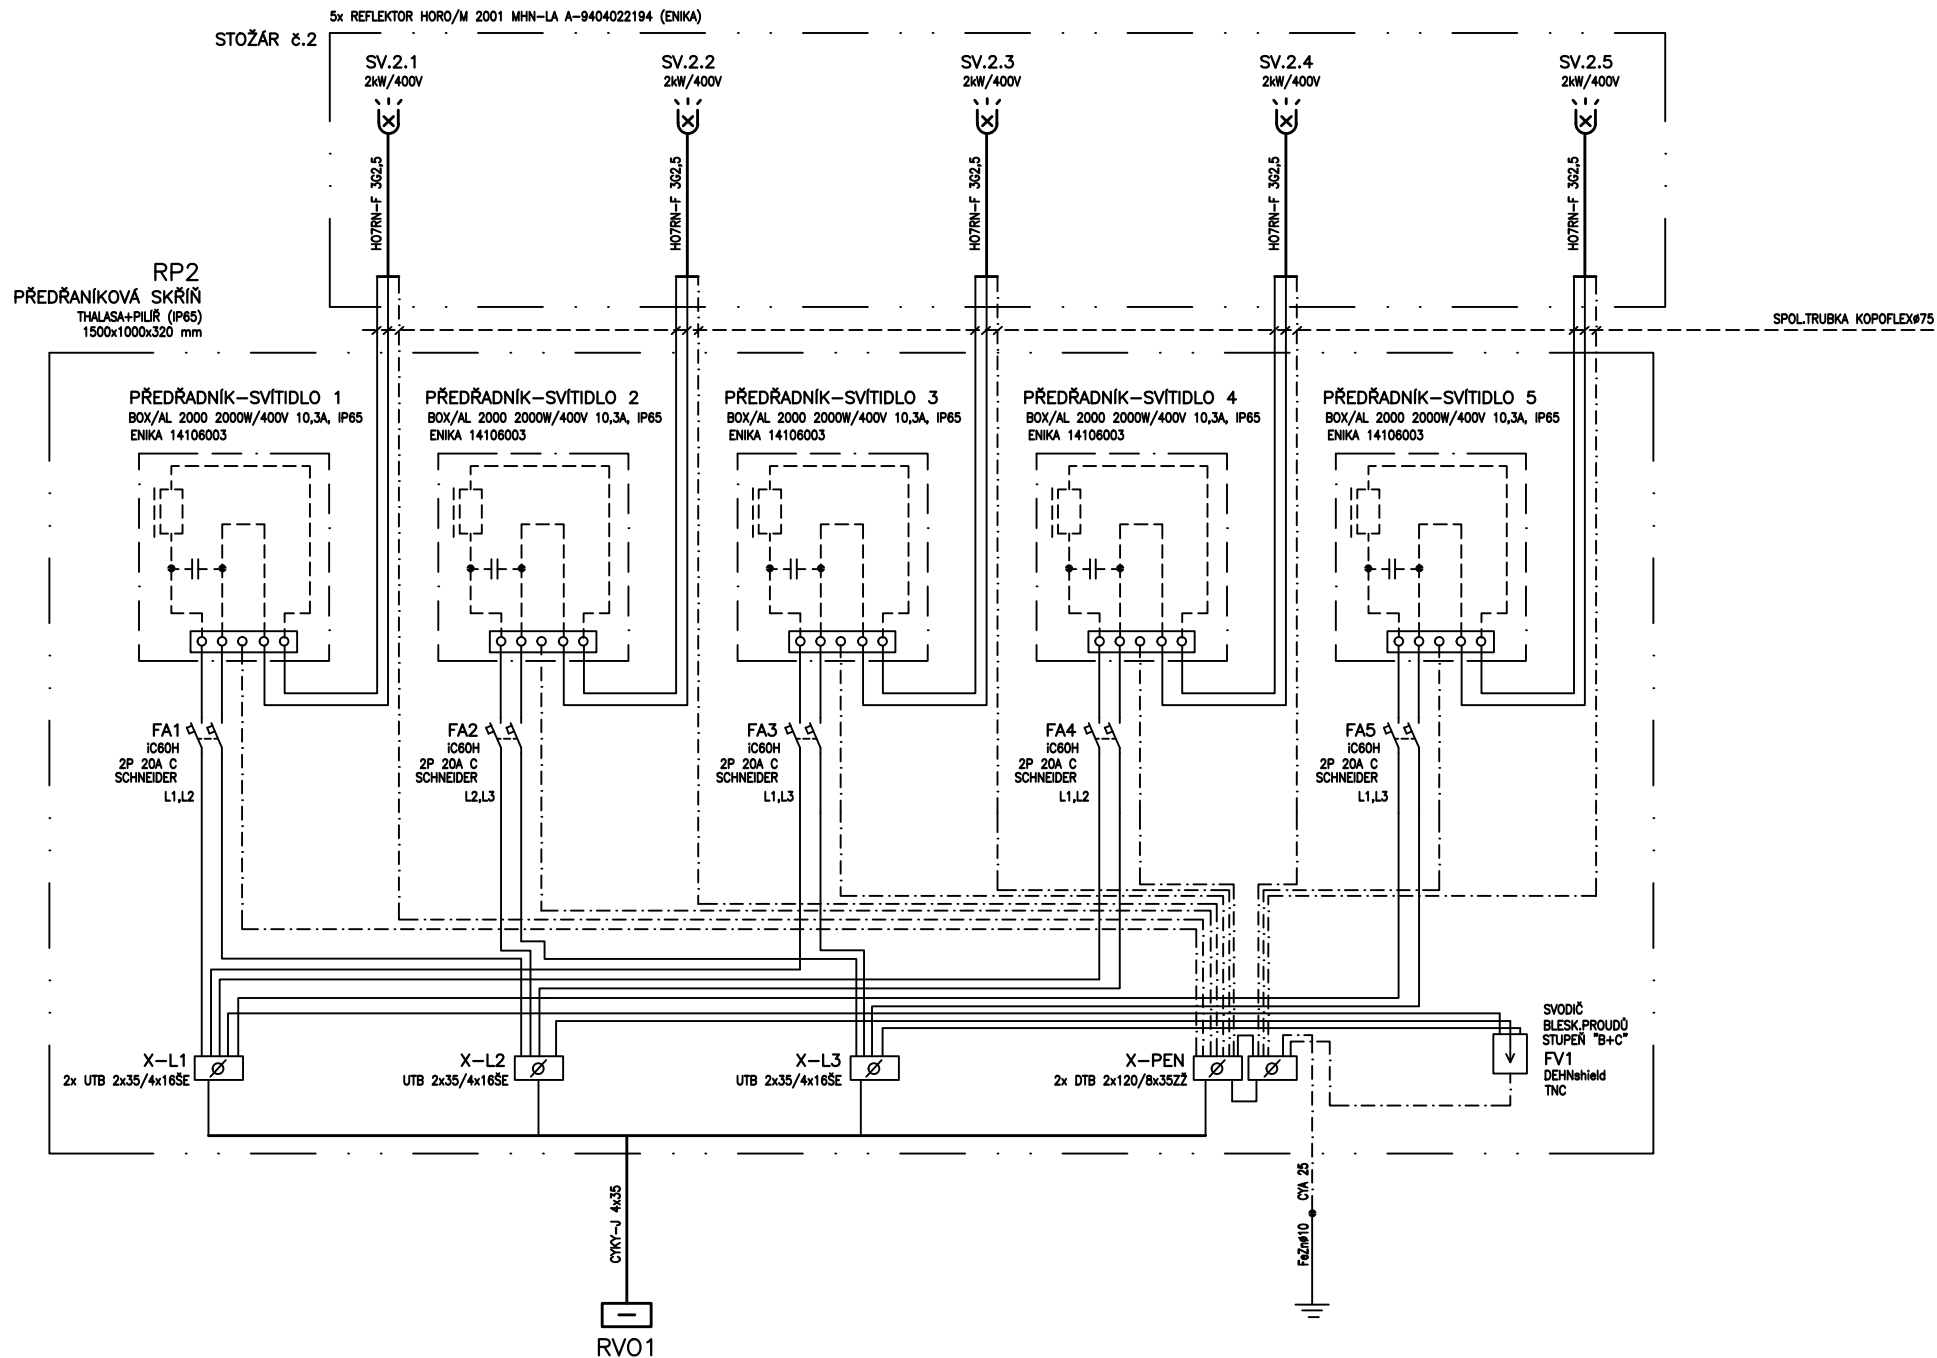 5x REFLEKTOR HORO/M 2001 MHN-LA A-9404022194 (ENIKA)
STOŽÁR č.2
SV.2.1
2kW/400V
SV.2.2
2kW/400V
SV.2.3
2kW/400V
SV.2.4
2kW/400V
SV.2.5
2kW/400V
H07RN-F 3G2,5
H07RN-F 3G2,5
H07RN-F 3G2,5
H07RN-F 3G2,5
H07RN-F 3G2,5
RP2
PŘEDŘANÍKOVÁ SKŘÍŇ
THALASA+PILÍŘ (IP65)
1500x1000x320 mm
SPOL.TRUBKA KOPOFLEXø75
PŘEDŘADNÍK-SVÍTIDLO 1
BOX/AL 2000 2000W/400V 10,3A, IP65
ENIKA 14106003
PŘEDŘADNÍK-SVÍTIDLO 2
BOX/AL 2000 2000W/400V 10,3A, IP65
ENIKA 14106003
PŘEDŘADNÍK-SVÍTIDLO 3
BOX/AL 2000 2000W/400V 10,3A, IP65
ENIKA 14106003
PŘEDŘADNÍK-SVÍTIDLO 4
BOX/AL 2000 2000W/400V 10,3A, IP65
ENIKA 14106003
PŘEDŘADNÍK-SVÍTIDLO 5
BOX/AL 2000 2000W/400V 10,3A, IP65
ENIKA 14106003
FA1
iC60H
2P 20A C
SCHNEIDER
L1,L2
FA2
iC60H
2P 20A C
SCHNEIDER
L2,L3
FA3
iC60H
2P 20A C
SCHNEIDER
L1,L3
FA4
iC60H
2P 20A C
SCHNEIDER
L1,L2
FA5
iC60H
2P 20A C
SCHNEIDER
L1,L3
X-L1
2x UTB 2x35/4x16ŠE
X-L2
UTB 2x35/4x16ŠE
X-L3
UTB 2x35/4x16ŠE
X-PEN
2x DTB 2x120/8x35ZŽ
SVODIČ
BLESK.PROUDŮ
STUPEŇ "B+C"
FV1
DEHNshield
TNC
CYKY-J 4x35
CYA 25
FeZnø10
RVO1